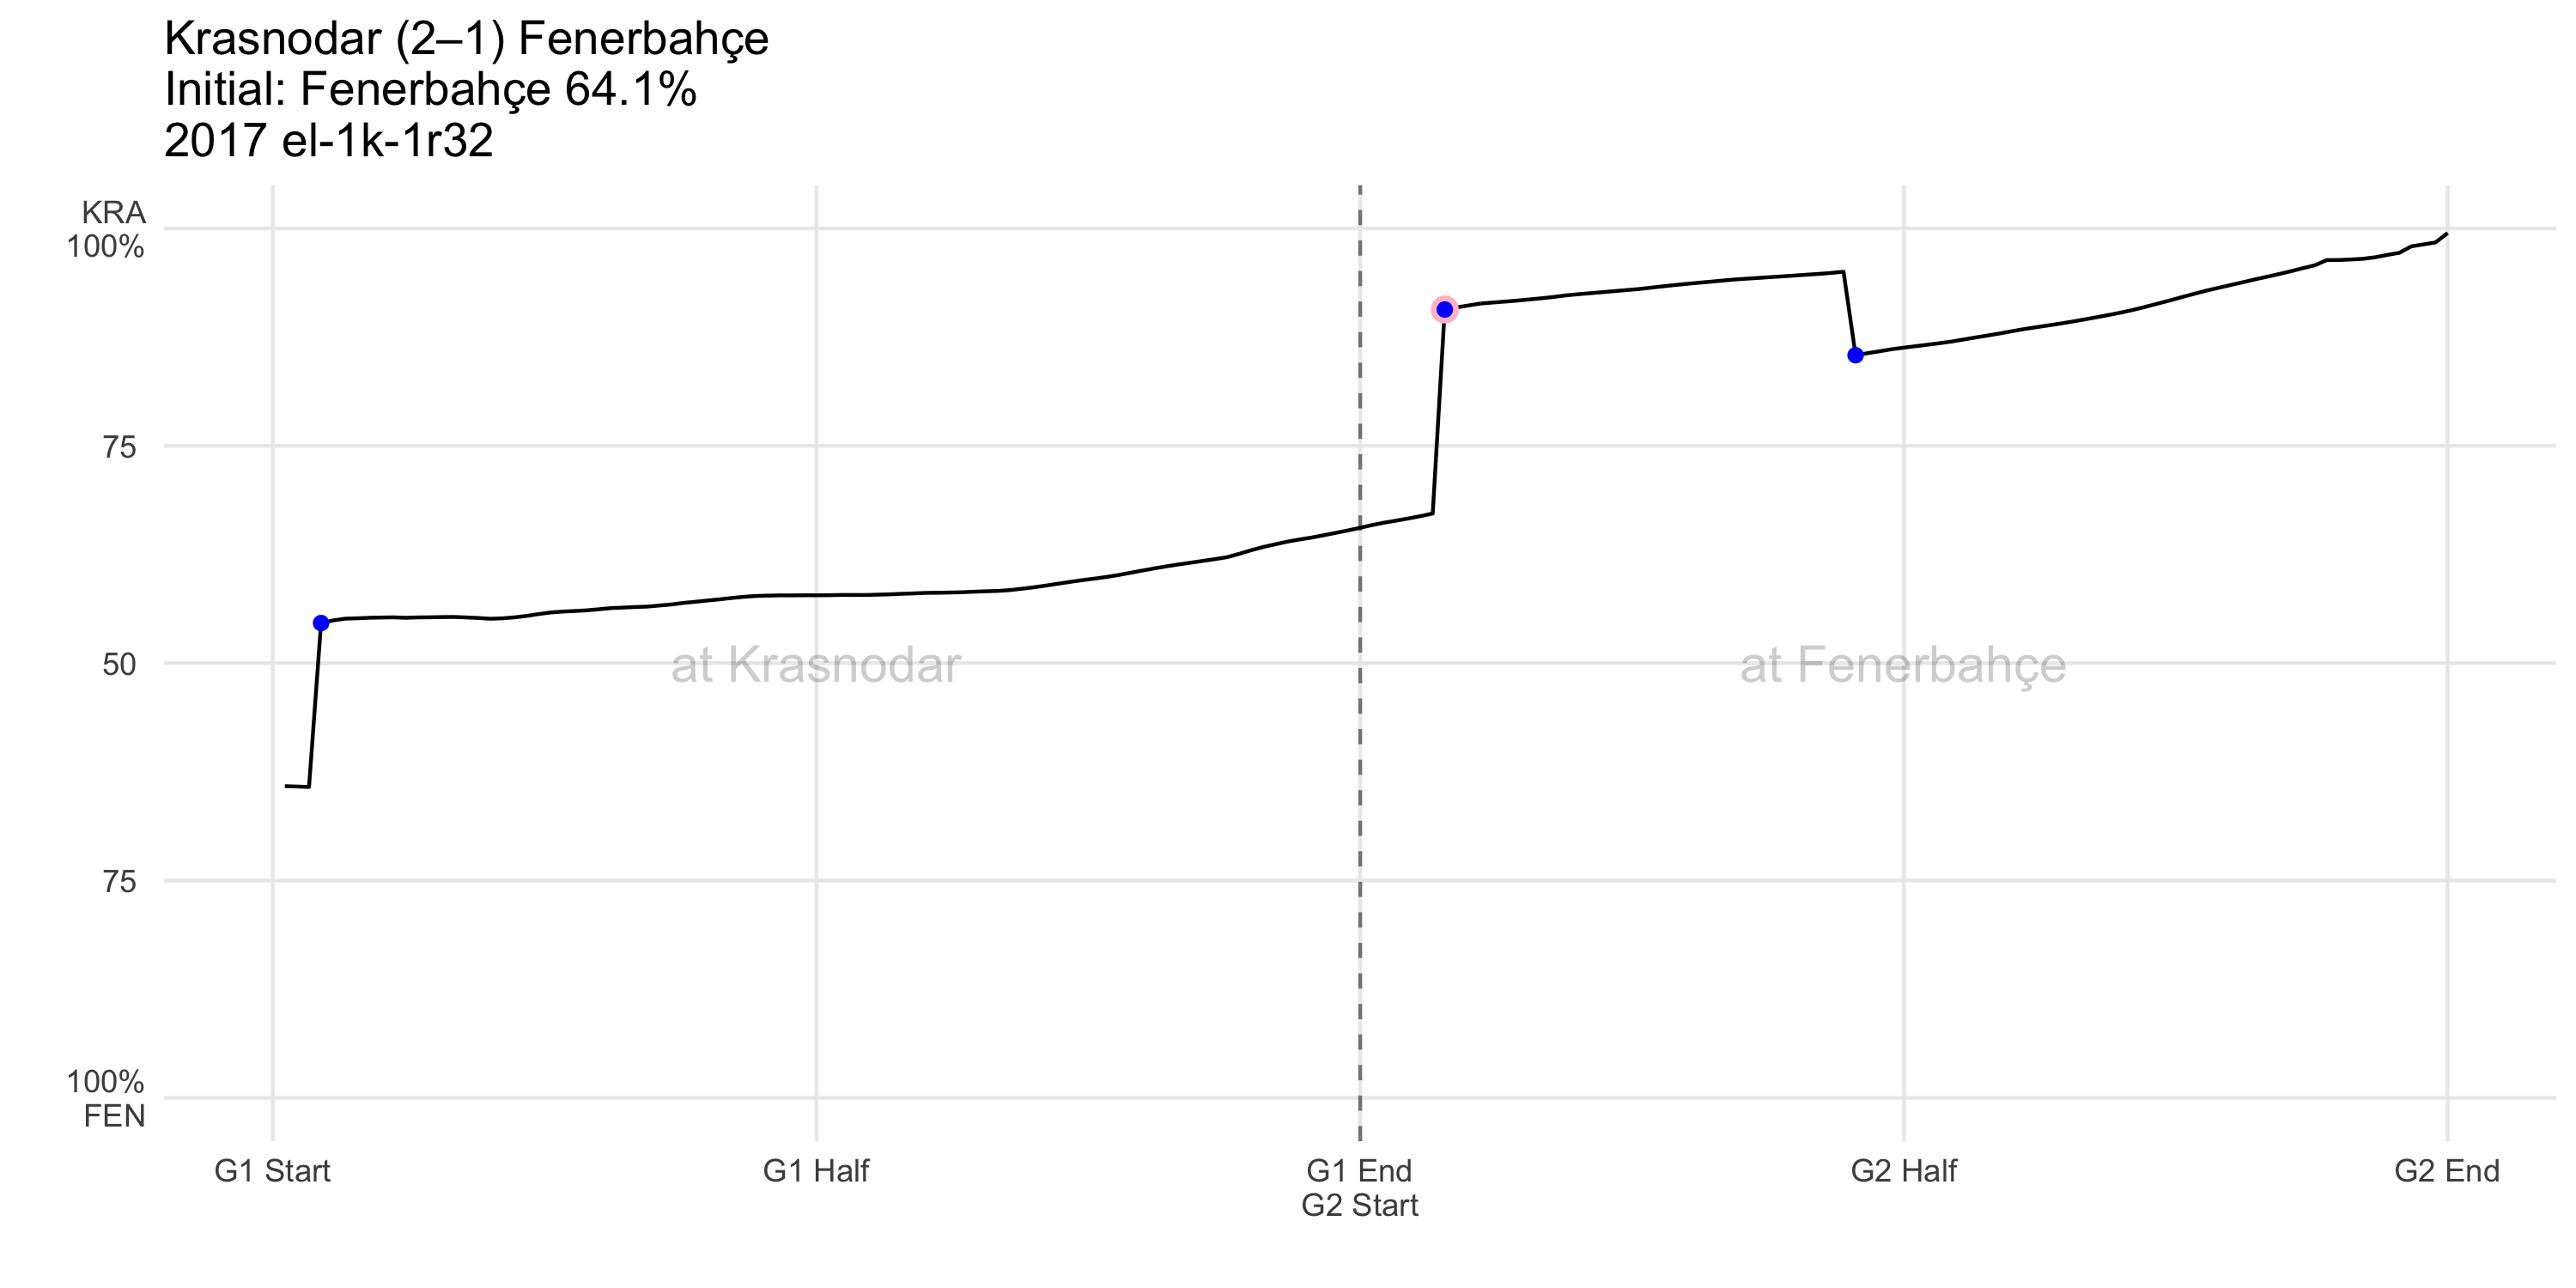 Krasnodar (2–1) Fenerbahçe
Initial: Fenerbahçe 64.1%
2017 el-1k-1r32
KRA
100%
75
50
75
100%
FEN
at Krasnodar
at Fenerbahçe
G1 Start
G1 Half
G1 End
G2 Start
G2 Half
G2 End